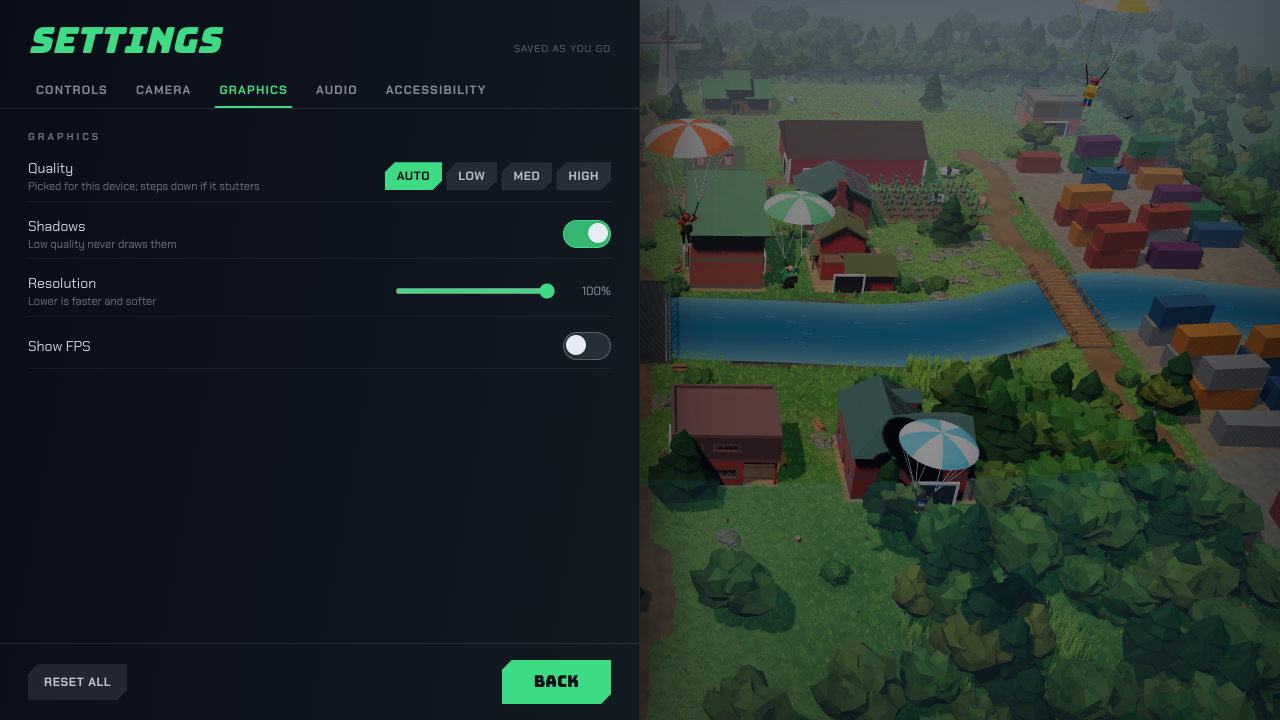 SETTINGS
SAVED AS YOU GO
CONTROLS CAMERA GRAPHICS AUDIO ACCESSIBILITY
GRAPHICS
Quality
Picked for this device; steps down if it stutters
AUTO LOW MED HIGH
Shadows
Low quality never draws them
Resolution
Lower is faster and softer
100%
Show FPS
RESET ALL
BACK